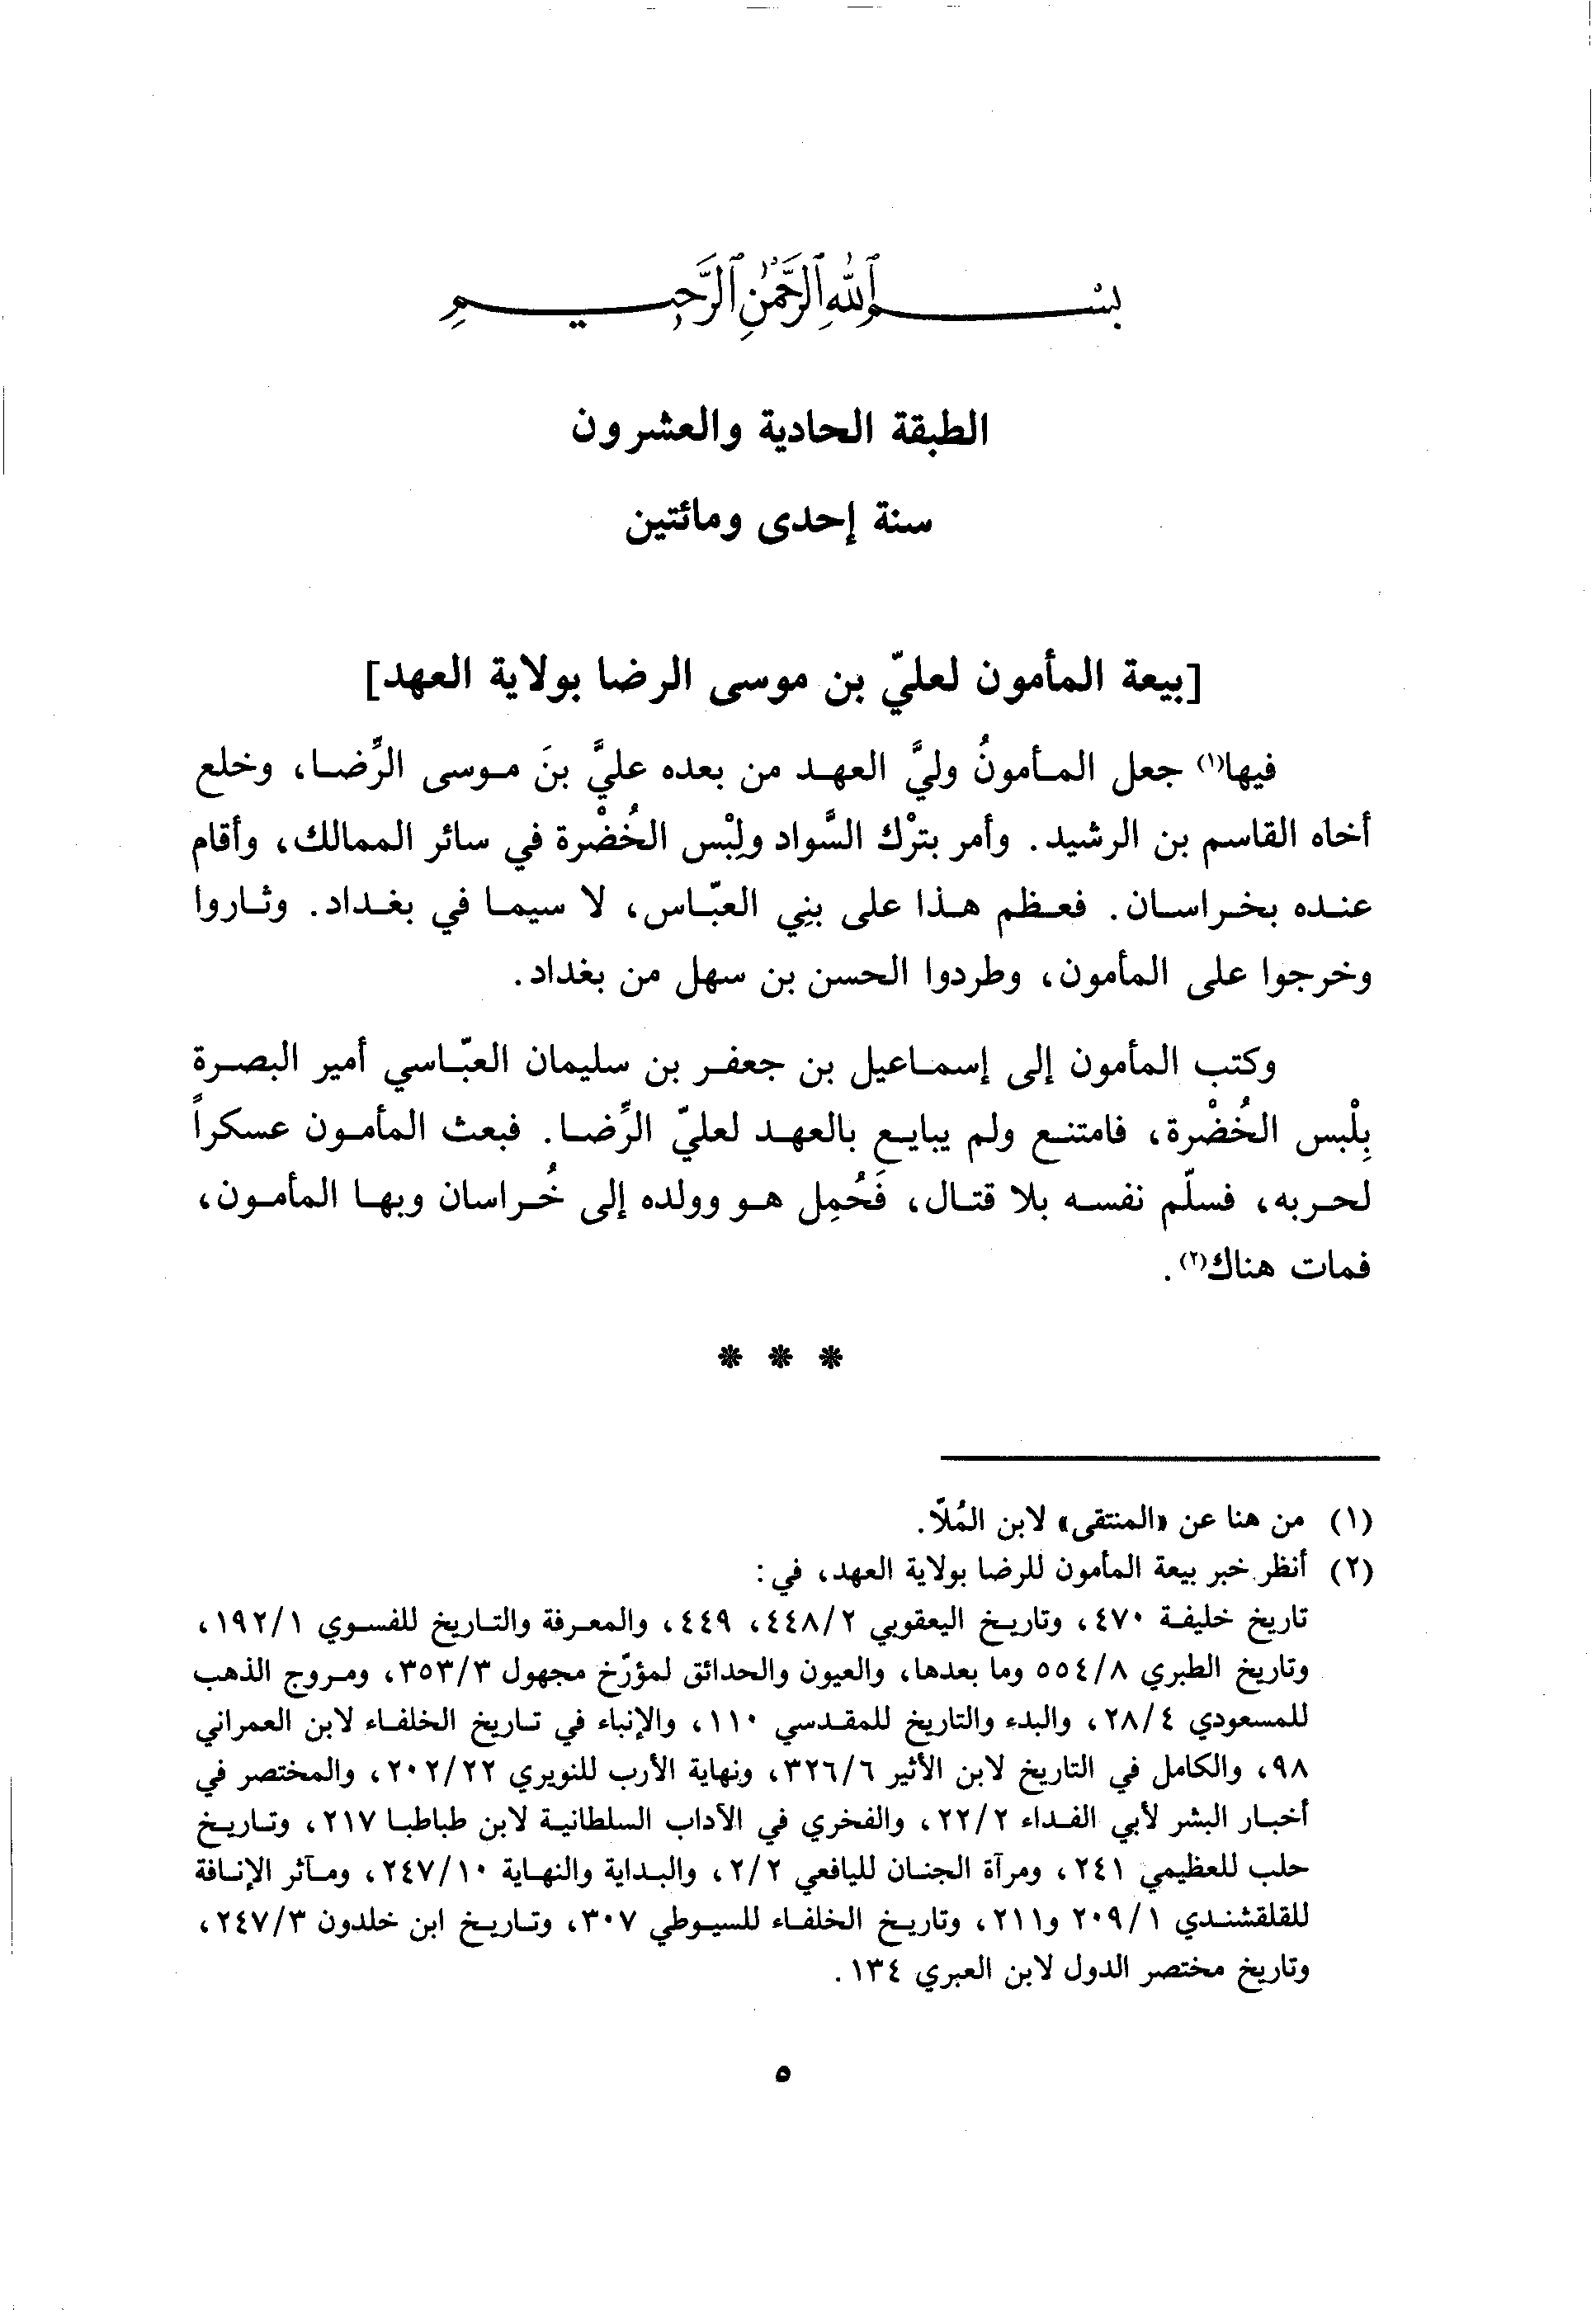 بِسْمِ ٱللَّهِ ٱلرَّحْمَٰنِ ٱلرَّحِيمِ
الطبقة الحادية والعشرون
سنة إحدى ومائتين
[بيعة المأمون لعليّ بن موسى الرضا بولاية العهد]
فيها(١) جعل المأمونُ وليَّ العهد من بعده عليَّ بنَ موسى الرِّضا، وخلع
أخاه القاسم بن الرشيد. وأمر بتَرْك السَّواد ولِبْس الخُضْرة في سائر الممالك، وأقام
عنده بخراسان. فعظم هذا على بنِي العبّاس، لا سيما في بغداد. وثاروا
وخرجوا على المأمون، وطردوا الحسن بن سهل من بغداد.
وكتب المأمون إلى إسماعيل بن جعفر بن سليمان العبّاسي أمير البصرة
بِلْبس الخُضْرة، فامتنع ولم يبايع بالعهد لعليّ الرِّضا. فبعث المأمون عسكراً
لحربه، فسلّم نفسه بلا قتال، فَحُمِل هو وولده إلى خُراسان وبها المأمون،
فمات هناك(٢).
* * *
(١) من هنا عن «المنتقى» لابن المُلّا.
(٢) أنظر خبر بيعة المأمون للرضا بولاية العهد، في:
تاريخ خليفة ٤٧٠، وتاريخ اليعقوبي ٤٤٨/٢، ٤٤٩، والمعرفة والتاريخ للفسوي ١٩٢/١،
وتاريخ الطبري ٥٥٤/٨ وما بعدها، والعيون والحدائق لمؤرّخ مجهول ٣٥٣/٣، ومروج الذهب
للمسعودي ٢٨/٤، والبدء والتاريخ للمقدسي ١١٠، والإنباء في تاريخ الخلفاء لابن العمراني
٩٨، والكامل في التاريخ لابن الأثير ٣٢٦/٦، ونهاية الأرب للنويري ٢٠٢/٢٢، والمختصر في
أخبار البشر لأبي الفداء ٢٢/٢، والفخري في الآداب السلطانية لابن طباطبا ٢١٧، وتاريخ
حلب للعظيمي ٢٤١، ومرآة الجنان لليافعي ٢/٢، والبداية والنهاية ٢٤٧/١٠، ومآثر الإنافة
للقلقشندي ٢٠٩/١ و٢١١، وتاريخ الخلفاء للسيوطي ٣٠٧، وتاريخ ابن خلدون ٢٤٧/٣،
وتاريخ مختصر الدول لابن العبري ١٣٤.
٥